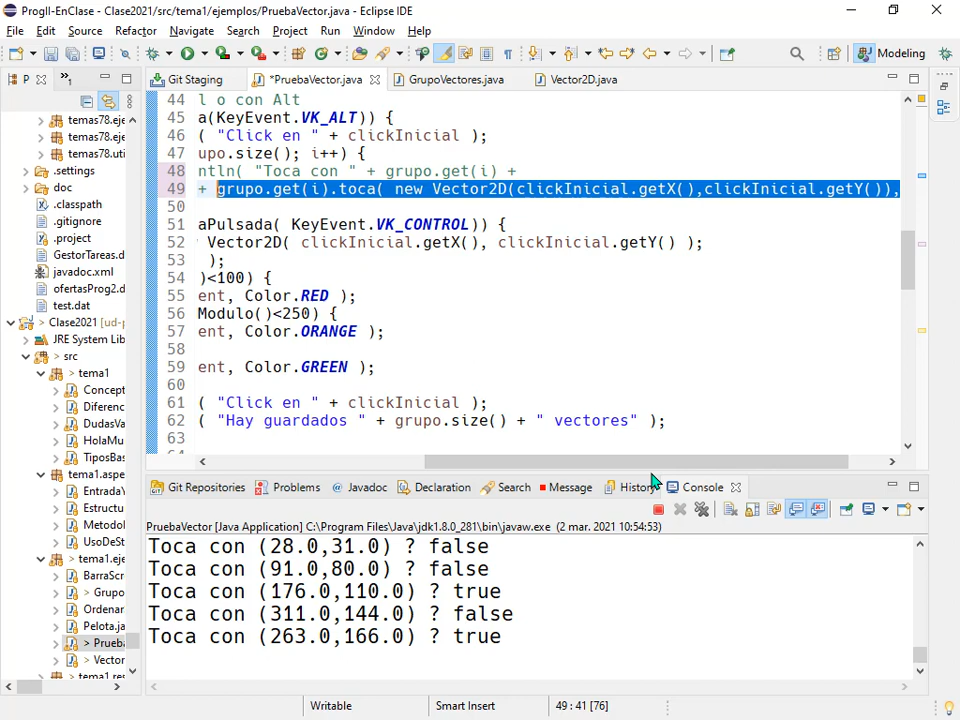 ProgII-EnClase - Clase2021/src/tema1/ejemplos/PruebaVector.java - Eclipse IDE
File Edit Source Refactor Navigate Search Project Run Window Help
Modeling
P
Git Staging *PruebaVector.java GrupoVectores.java Vector2D.java
temas78.eje
temas78.eje
temas78.uti
.settings
doc
.classpath
.gitignore
.project
GestorTareas.d
javadoc.xml
ofertasProg2.d
test.dat
Clase2021 [ud-p
JRE System Lib
> src
> tema1
Concept
Diferenc
DudasVa
HolaMu
TiposBas
tema1.aspe
EntradaY
Estructu
Metodol
UsoDeSt
tema1.eje
BarraScr
> Grupo
Ordenar
Pelota.ja
> Prueba
> Vector
tema1.res
44 l o con Alt
45 a(KeyEvent.VK_ALT)) {
46 ( "Click en " + clickInicial );
47 upo.size(); i++) {
48 ntln( "Toca con " + grupo.get(i) +
49 + grupo.get(i).toca( new Vector2D(clickInicial.getX(),clickInicial.getY()),
50
51 aPulsada( KeyEvent.VK_CONTROL)) {
52 Vector2D( clickInicial.getX(), clickInicial.getY() );
53 );
54 )<100) {
55 ent, Color.RED );
56 Modulo()<250) {
57 ent, Color.ORANGE );
58
59 ent, Color.GREEN );
60
61 ( "Click en " + clickInicial );
62 ( "Hay guardados " + grupo.size() + " vectores" );
63
Git Repositories Problems Javadoc Declaration Search Message History Console
PruebaVector [Java Application] C:\Program Files\Java\jdk1.8.0_281\bin\javaw.exe (2 mar. 2021 10:54:53)
Toca con (28.0,31.0) ? false
Toca con (91.0,80.0) ? false
Toca con (176.0,110.0) ? true
Toca con (311.0,144.0) ? false
Toca con (263.0,166.0) ? true
Writable Smart Insert 49 : 41 [76]